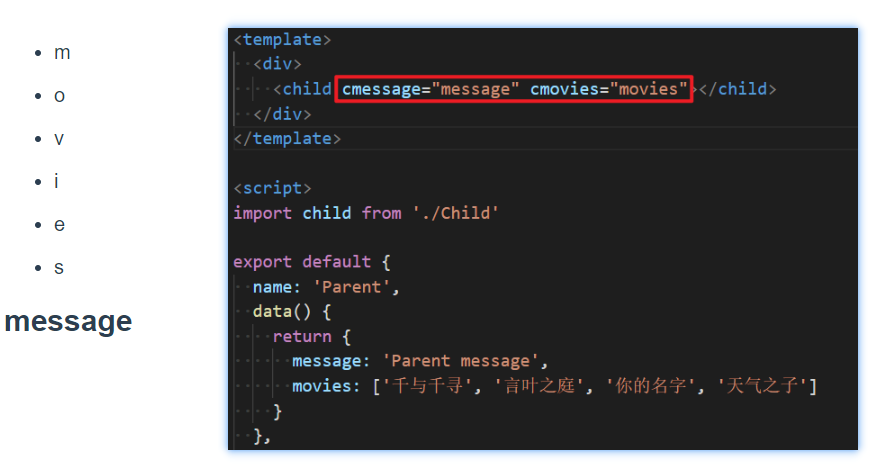 m
o
v
i
e
s
message
<template>
<div>
<child cmessage="message" cmovies="movies"></child>
</div>
</template>
<script>
import child from './Child'
export default {
name: 'Parent',
data() {
return {
message: 'Parent message',
movies: ['千与千寻', '言叶之庭', '你的名字', '天气之子']
}
},